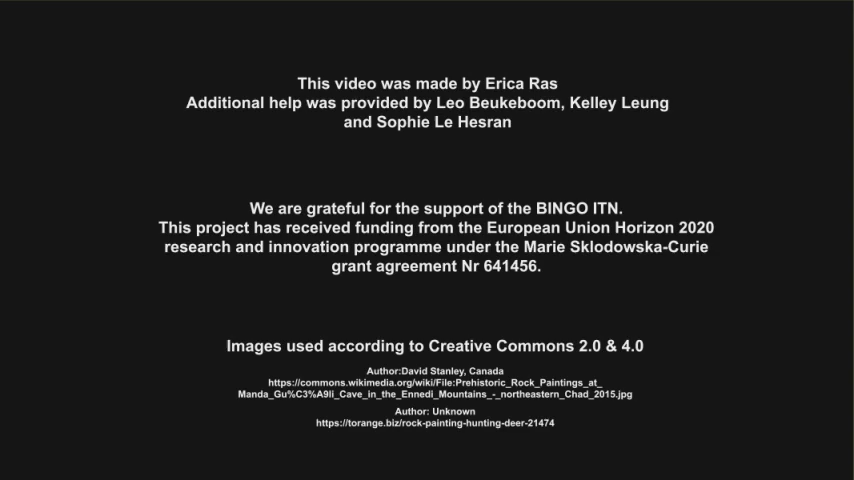 This video was made by Erica Ras
Additional help was provided by Leo Beukeboom, Kelley Leung
and Sophie Le Hesran
We are grateful for the support of the BINGO ITN.
This project has received funding from the European Union Horizon 2020
research and innovation programme under the Marie Sklodowska-Curie
grant agreement Nr 641456.
Images used according to Creative Commons 2.0 & 4.0
Author:David Stanley, Canada
https://commons.wikimedia.org/wiki/File:Prehistoric_Rock_Paintings_at_
Manda_Gu%C3%A9li_Cave_in_the_Ennedi_Mountains_-_northeastern_Chad_2015.jpg
Author: Unknown
https://torange.biz/rock-painting-hunting-deer-21474